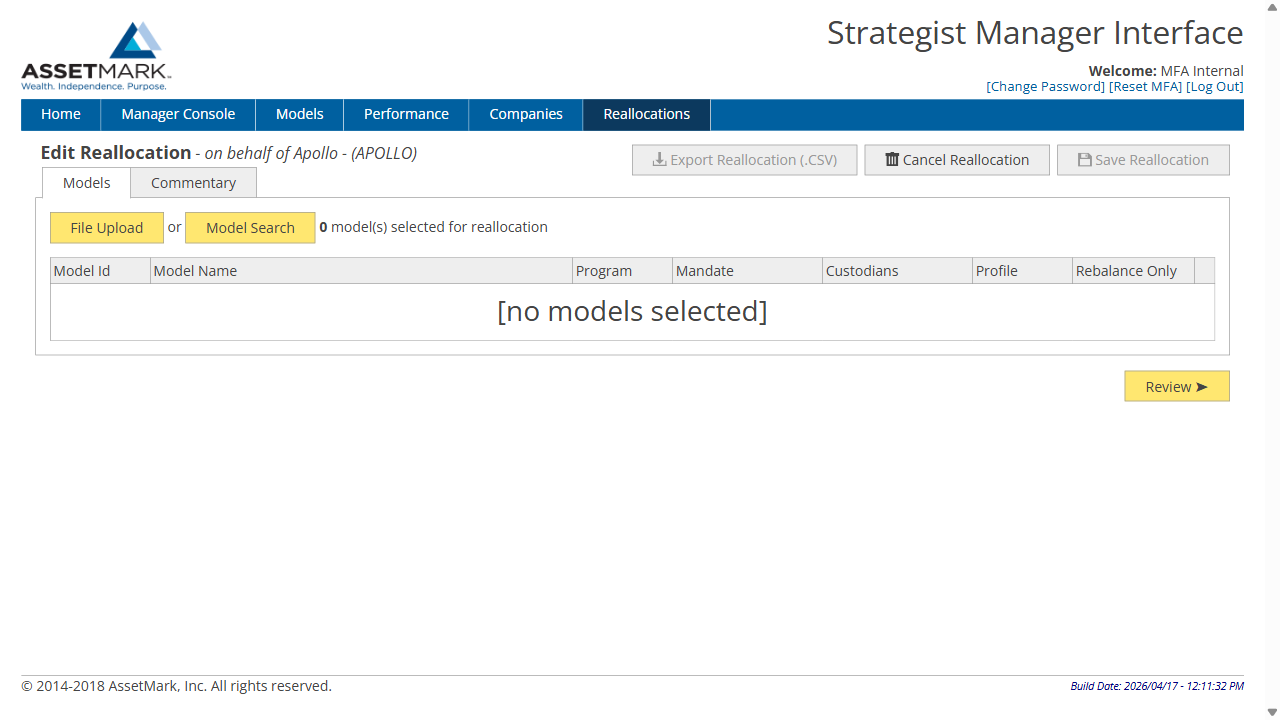 Strategist Manager Interface
ASSETMARK™
Wealth. Independence. Purpose.
Welcome: MFA Internal
[Change Password] [Reset MFA] [Log Out]
Home Manager Console Models Performance Companies Reallocations
Edit Reallocation - on behalf of Apollo - (APOLLO)
Export Reallocation (.CSV) Cancel Reallocation Save Reallocation
Models Commentary
File Upload or Model Search 0 model(s) selected for reallocation
Model Id Model Name Program Mandate Custodians Profile Rebalance Only
[no models selected]
Review ➤
© 2014-2018 AssetMark, Inc. All rights reserved.
Build Date: 2026/04/17 - 12:11:32 PM